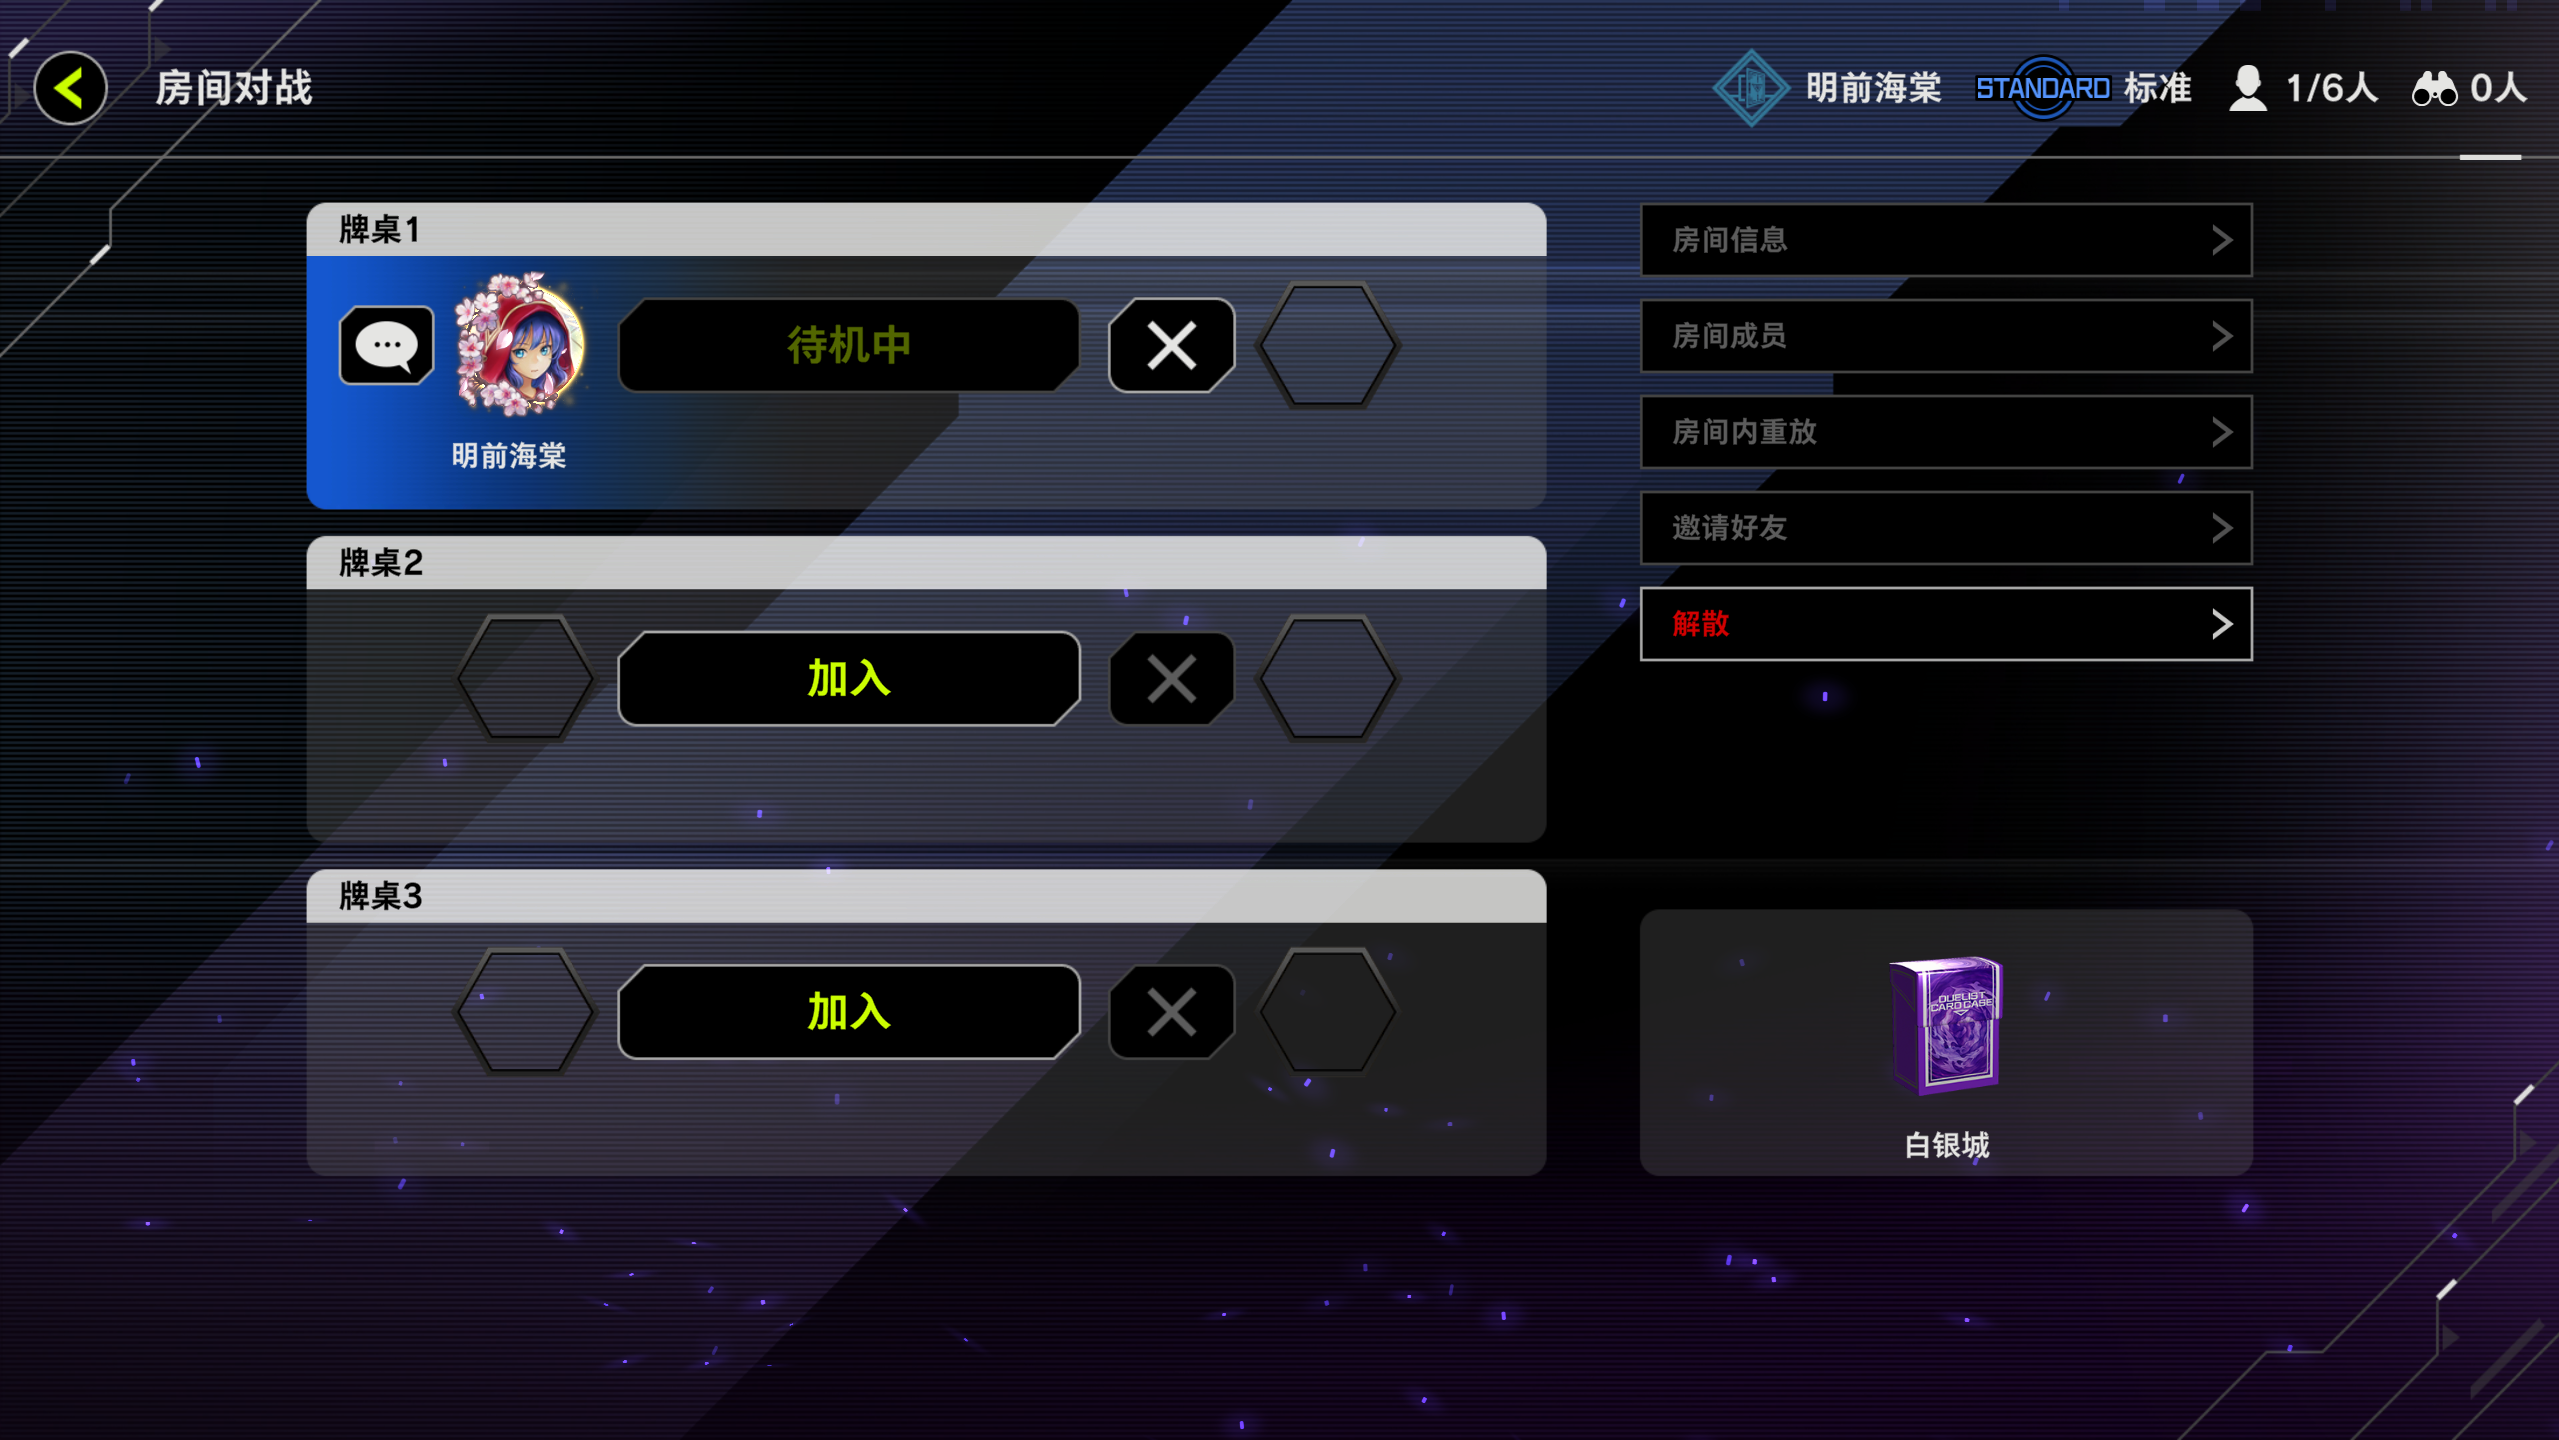 房间对战
明前海棠 STANDARD 标准 1/6人 0人
牌桌1
待机中
明前海棠
牌桌2
加入
牌桌3
加入
房间信息
房间成员
房间内重放
邀请好友
解散
DUELIST
CARD CASE
白银城